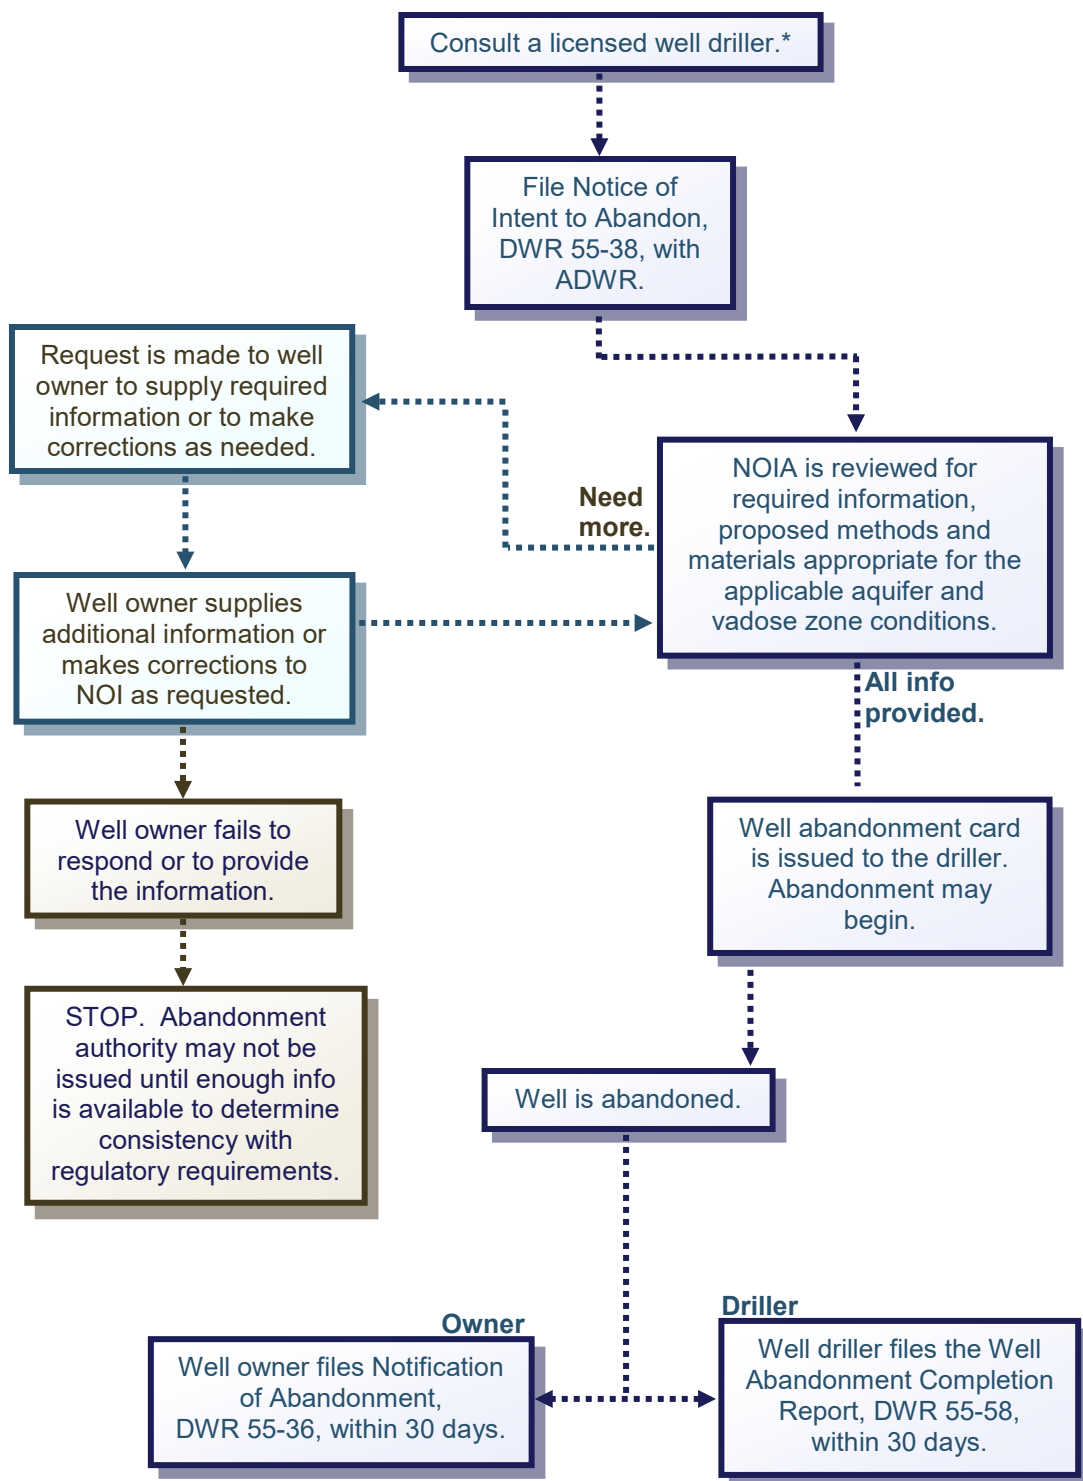 Consult a licensed well driller.*
File Notice of
Intent to Abandon,
DWR 55-38, with
ADWR.
Request is made to well
owner to supply required
information or to make
corrections as needed.
Need
more.
NOIA is reviewed for
required information,
proposed methods and
materials appropriate for the
applicable aquifer and
vadose zone conditions.
Well owner supplies
additional information or
makes corrections to
NOI as requested.
All info
provided.
Well owner fails to
respond or to provide
the information.
Well abandonment card
is issued to the driller.
Abandonment may
begin.
STOP.  Abandonment
authority may not be
issued until enough info
is available to determine
consistency with
regulatory requirements.
Well is abandoned.
Owner
Well owner files Notification
of Abandonment,
DWR 55-36, within 30 days.
Driller
Well driller files the Well
Abandonment Completion
Report, DWR 55-58,
within 30 days.